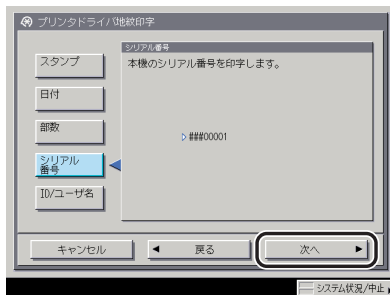 プリンタドライバ地紋印字
スタンプ
日付
部数
シリアル
番号
ID/ユーザ名
シリアル番号
本機のシリアル番号を印字します。
###00001
キャンセル
戻る
次へ
システム状況/中止